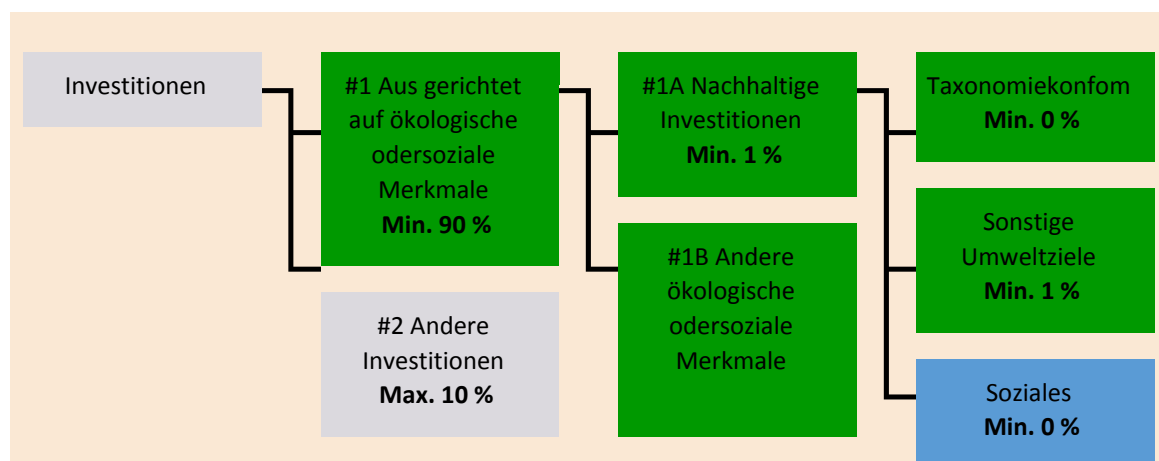 Investitionen
#1 Aus gerichtet
auf ökologische
odersoziale
Merkmale
Min. 90 %
#2 Andere
Investitionen
Max. 10 %
#1A Nachhaltige
Investitionen
Min. 1 %
#1B Andere
ökologische
odersoziale
Merkmale
Taxonomiekonfom
Min. 0 %
Sonstige
Umweltziele
Min. 1 %
Soziales
Min. 0 %